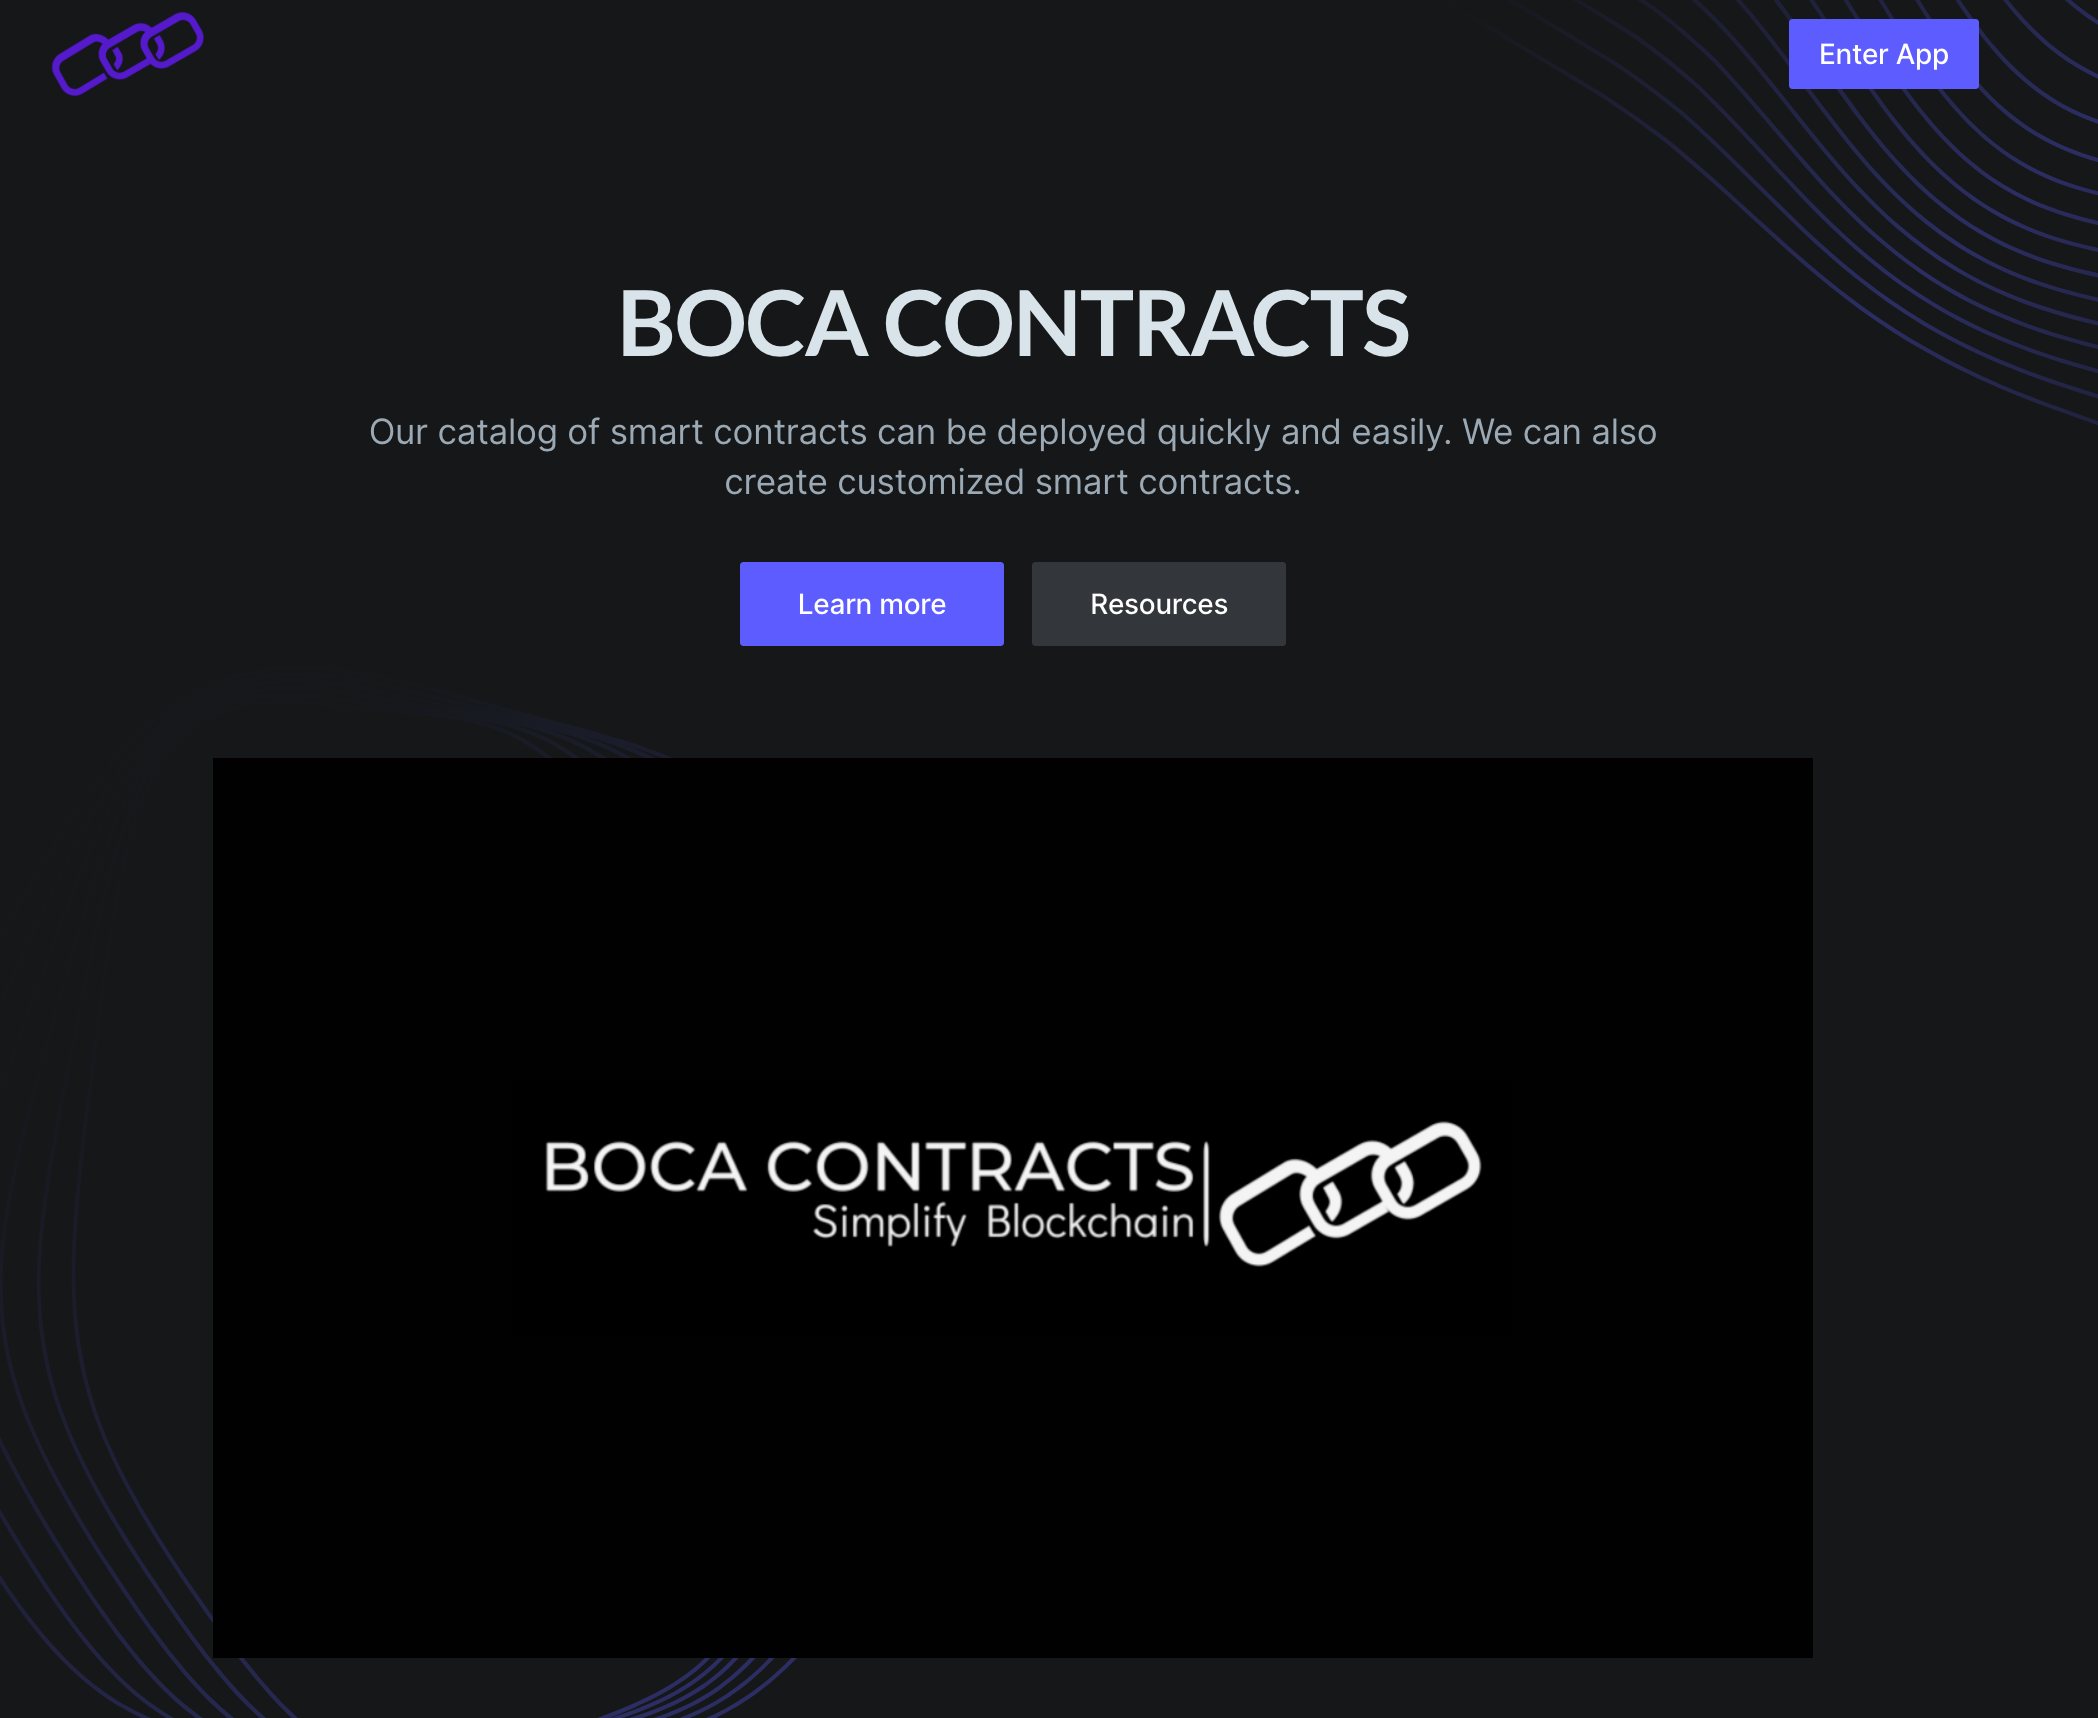 Enter App
BOCA CONTRACTS
Our catalog of smart contracts can be deployed quickly and easily. We can also
create customized smart contracts.
Learn more
Resources
BOCA CONTRACTS
Simplify Blockchain